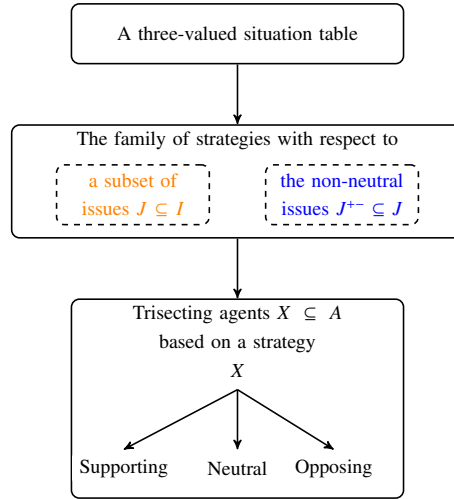 A three-valued situation table
The family of strategies with respect to
a subset of
issues J ⊆ I
the non-neutral
issues J⁺⁻ ⊆ J
Trisecting agents X ⊆ A
based on a strategy
X
Supporting Neutral Opposing